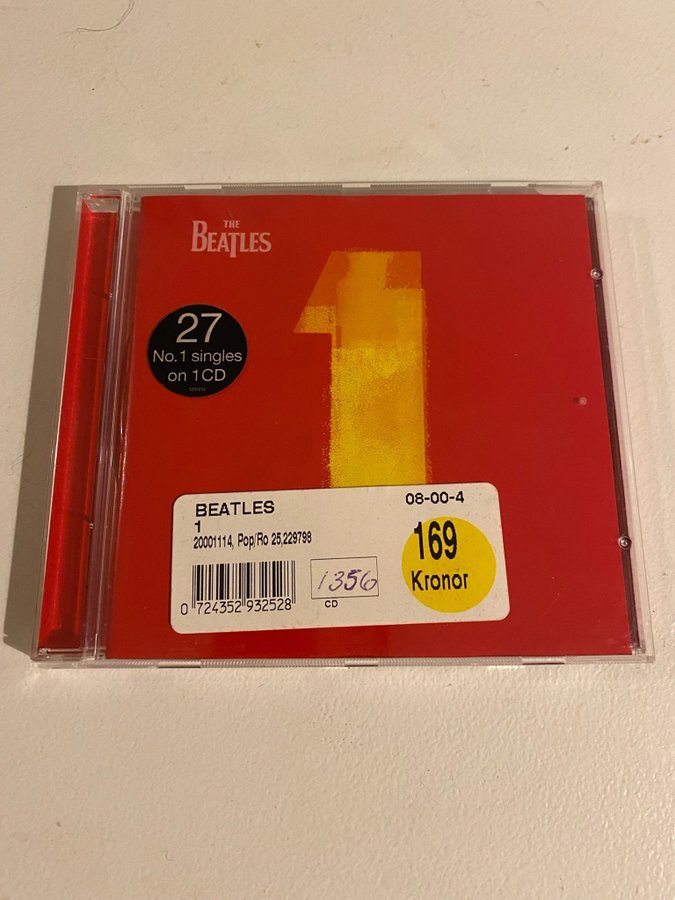 THE
BEATLES
27
No.1 singles
on 1CD
1
BEATLES
08-00-4
1
20001114, Pop/Ro 25,229798
169
Kronor
0 724352 932528
1356
CD